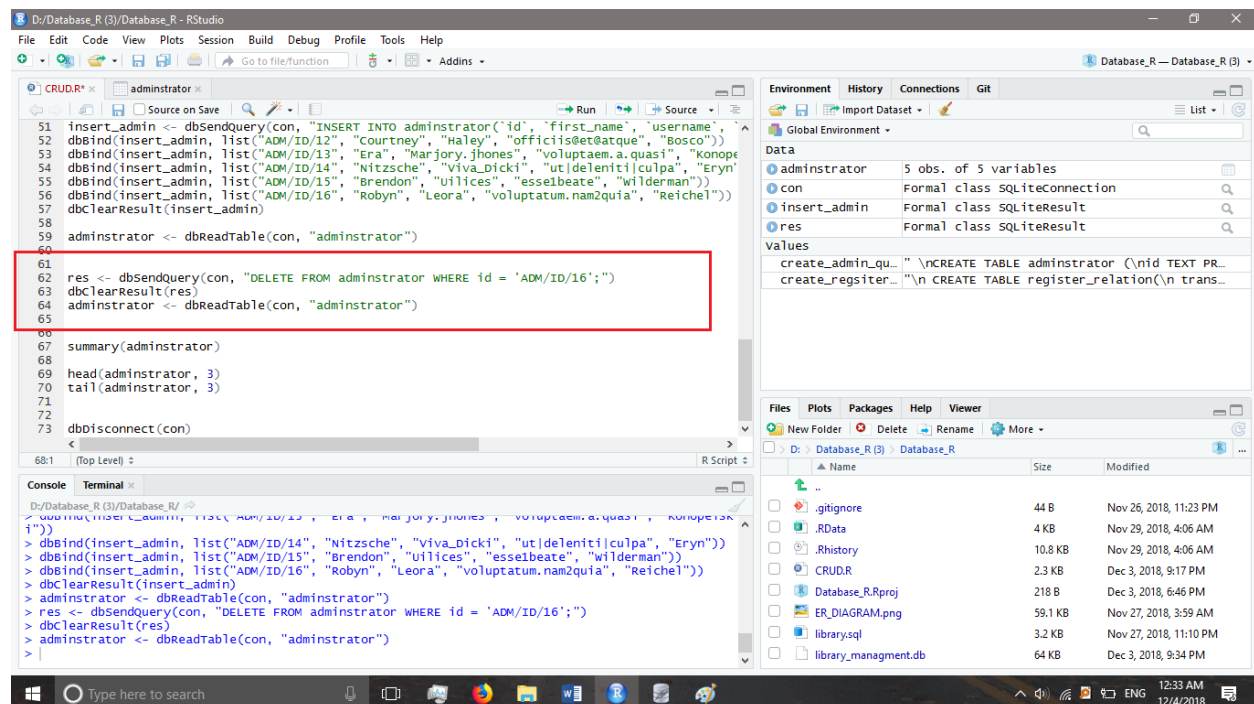 D:/Database_R (3)/Database_R - RStudio
File Edit Code View Plots Session Build Debug Profile Tools Help
Go to file/function Addins
Database_R — Database_R (3)
CRUD.R* adminstrator
Source on Save Run Source
51 insert_admin <- dbSendQuery(con, "INSERT INTO adminstrator(`id`, `first_name`, `username`, `
52 dbBind(insert_admin, list("ADM/ID/12", "Courtney", "Haley", "officiis@et@atque", "Bosco"))
53 dbBind(insert_admin, list("ADM/ID/13", "Era", "Marjory.jhones", "voluptaem.a.quasi", "Konope
54 dbBind(insert_admin, list("ADM/ID/14", "Nitzsche", "Viva_Dicki", "ut|deleniti|culpa", "Eryn"
55 dbBind(insert_admin, list("ADM/ID/15", "Brendon", "Uilices", "esse1beate", "Wilderman"))
56 dbBind(insert_admin, list("ADM/ID/16", "Robyn", "Leora", "voluptatum.nam2quia", "Reichel"))
57 dbClearResult(insert_admin)
58
59 adminstrator <- dbReadTable(con, "adminstrator")
60
61
62 res <- dbSendQuery(con, "DELETE FROM adminstrator WHERE id = 'ADM/ID/16';")
63 dbClearResult(res)
64 adminstrator <- dbReadTable(con, "adminstrator")
65
66
67 summary(adminstrator)
68
69 head(adminstrator, 3)
70 tail(adminstrator, 3)
71
72
73 dbDisconnect(con)
68:1 (Top Level) R Script
Console Terminal
D:/Database_R (3)/Database_R/
> dbBind(insert_admin, list("ADM/ID/13", "Era", "Marjory.jhones", "voluptaem.a.quasi", "Konopelsk
i"))
> dbBind(insert_admin, list("ADM/ID/14", "Nitzsche", "Viva_Dicki", "ut|deleniti|culpa", "Eryn"))
> dbBind(insert_admin, list("ADM/ID/15", "Brendon", "Uilices", "esse1beate", "Wilderman"))
> dbBind(insert_admin, list("ADM/ID/16", "Robyn", "Leora", "voluptatum.nam2quia", "Reichel"))
> dbClearResult(insert_admin)
> adminstrator <- dbReadTable(con, "adminstrator")
> res <- dbSendQuery(con, "DELETE FROM adminstrator WHERE id = 'ADM/ID/16';")
> dbClearResult(res)
> adminstrator <- dbReadTable(con, "adminstrator")
>
Environment History Connections Git
Import Dataset List
Global Environment
Data
adminstrator 5 obs. of 5 variables
con Formal class SQLiteConnection
insert_admin Formal class SQLiteResult
res Formal class SQLiteResult
Values
create_admin_qu… " \nCREATE TABLE adminstrator (\nid TEXT PR…
create_regsiter… "\n CREATE TABLE register_relation(\n trans…
Files Plots Packages Help Viewer
New Folder Delete Rename More
D: Database_R (3) Database_R
Name Size Modified
..
.gitignore 44 B Nov 26, 2018, 11:23 PM
.RData 4 KB Nov 29, 2018, 4:06 AM
.Rhistory 10.8 KB Nov 29, 2018, 4:06 AM
CRUD.R 2.3 KB Dec 3, 2018, 9:17 PM
Database_R.Rproj 218 B Dec 3, 2018, 6:46 PM
ER_DIAGRAM.png 59.1 KB Nov 27, 2018, 3:59 AM
library.sql 3.2 KB Nov 27, 2018, 11:10 PM
library_managment.db 64 KB Dec 3, 2018, 9:34 PM
Type here to search
ENG
12:33 AM
12/4/2018